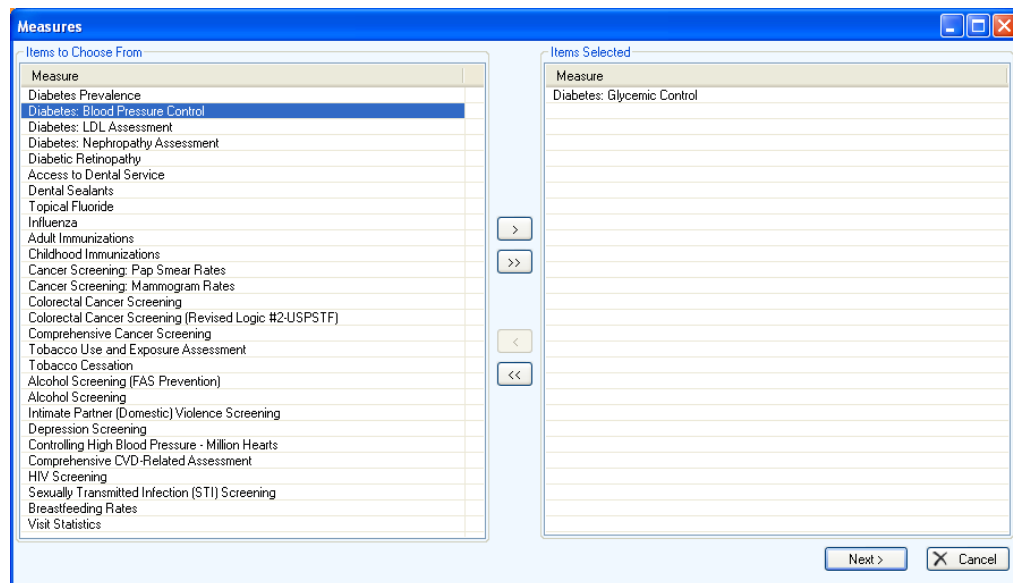 Measures
Items to Choose From
Measure
Diabetes Prevalence
Diabetes: Blood Pressure Control
Diabetes: LDL Assessment
Diabetes: Nephropathy Assessment
Diabetic Retinopathy
Access to Dental Service
Dental Sealants
Topical Fluoride
Influenza
Adult Immunizations
Childhood Immunizations
Cancer Screening: Pap Smear Rates
Cancer Screening: Mammogram Rates
Colorectal Cancer Screening
Colorectal Cancer Screening (Revised Logic #2-USPSTF)
Comprehensive Cancer Screening
Tobacco Use and Exposure Assessment
Tobacco Cessation
Alcohol Screening (FAS Prevention)
Alcohol Screening
Intimate Partner (Domestic) Violence Screening
Depression Screening
Controlling High Blood Pressure - Million Hearts
Comprehensive CVD-Related Assessment
HIV Screening
Sexually Transmitted Infection (STI) Screening
Breastfeeding Rates
Visit Statistics
>
>>
<
<<
Items Selected
Measure
Diabetes: Glycemic Control
Next >
Cancel